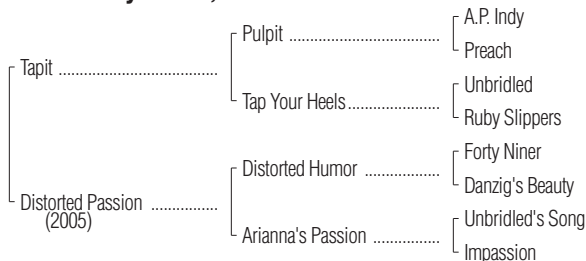 A.P. Indy
Pulpit ....................................
Preach
Tapit ......................................
Unbridled
Tap Your Heels......................
Ruby Slippers
Forty Niner
Distorted Humor ..................
Danzig's Beauty
Distorted Passion ................
(2005)
Unbridled's Song
Arianna's Passion ................
Impassion